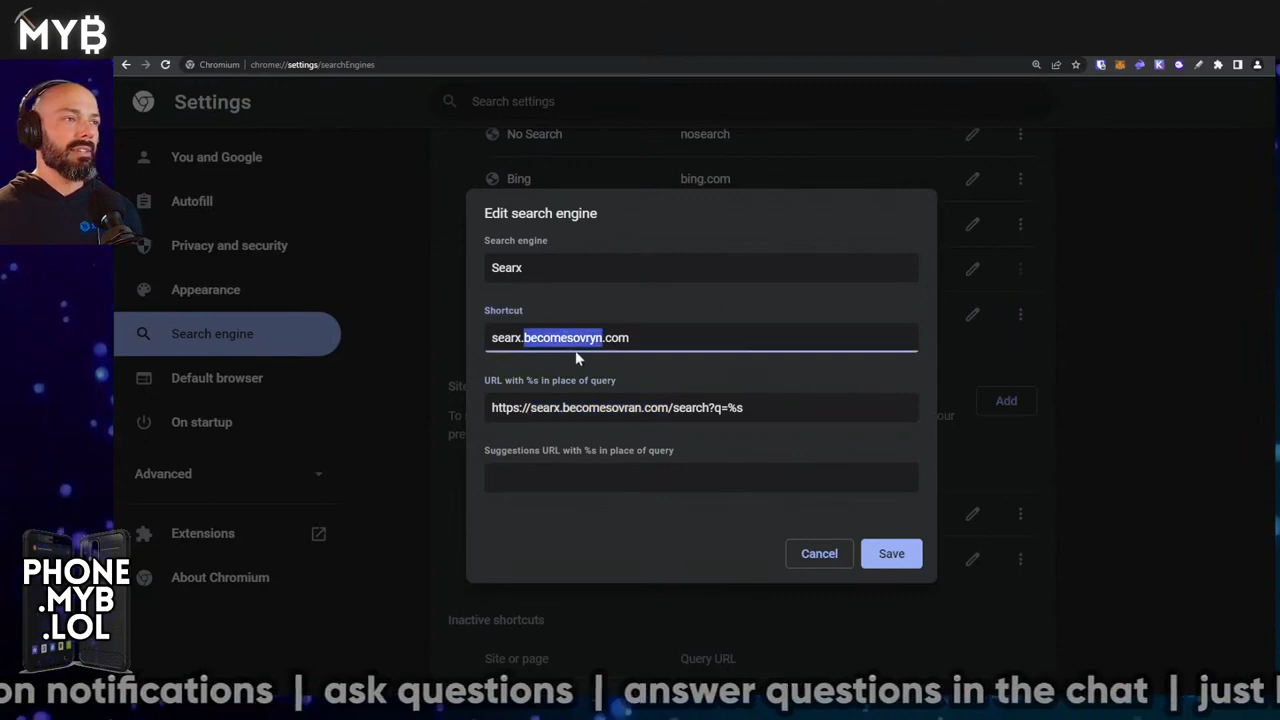 MYB
Chromium | chrome://settings/searchEngines
Settings
Search settings
You and Google
Autofill
Privacy and security
Appearance
Search engine
Default browser
On startup
Advanced
Extensions
About Chromium
No Search nosearch
Bing bing.com
Edit search engine
Search engine
Searx
Shortcut
searx.becomesovryn.com
URL with %s in place of query
https://searx.becomesovran.com/search?q=%s
Suggestions URL with %s in place of query
Cancel Save
Add
Inactive shortcuts
Site or page Query URL
PHONE
.MYB
.LOL
on notifications | ask questions | answer questions in the chat | just